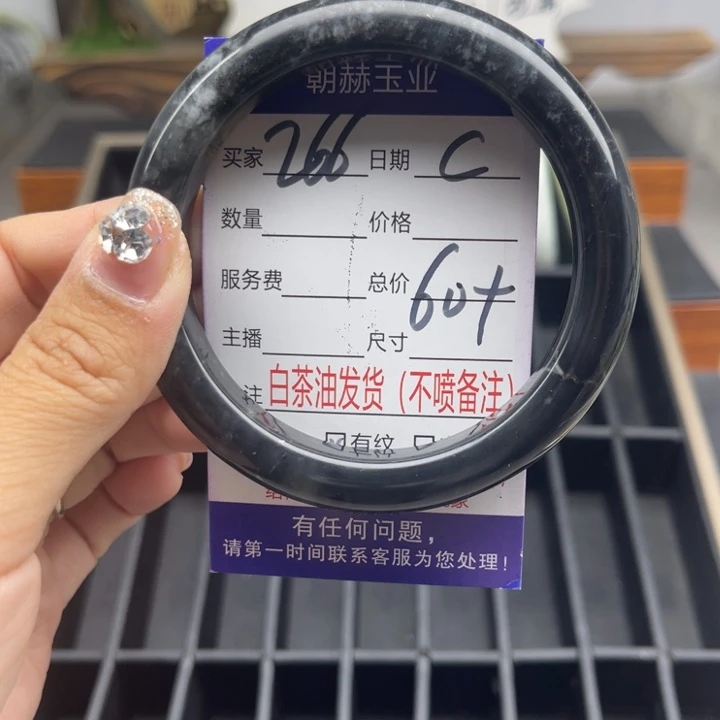 朝赫玉业
买家 266 日期 C
数量 价格
服务费 总价 60+
主播 尺寸
注 白茶油发货（不喷备注）
有纹
有任何问题，
请第一时间联系客服为您处理！